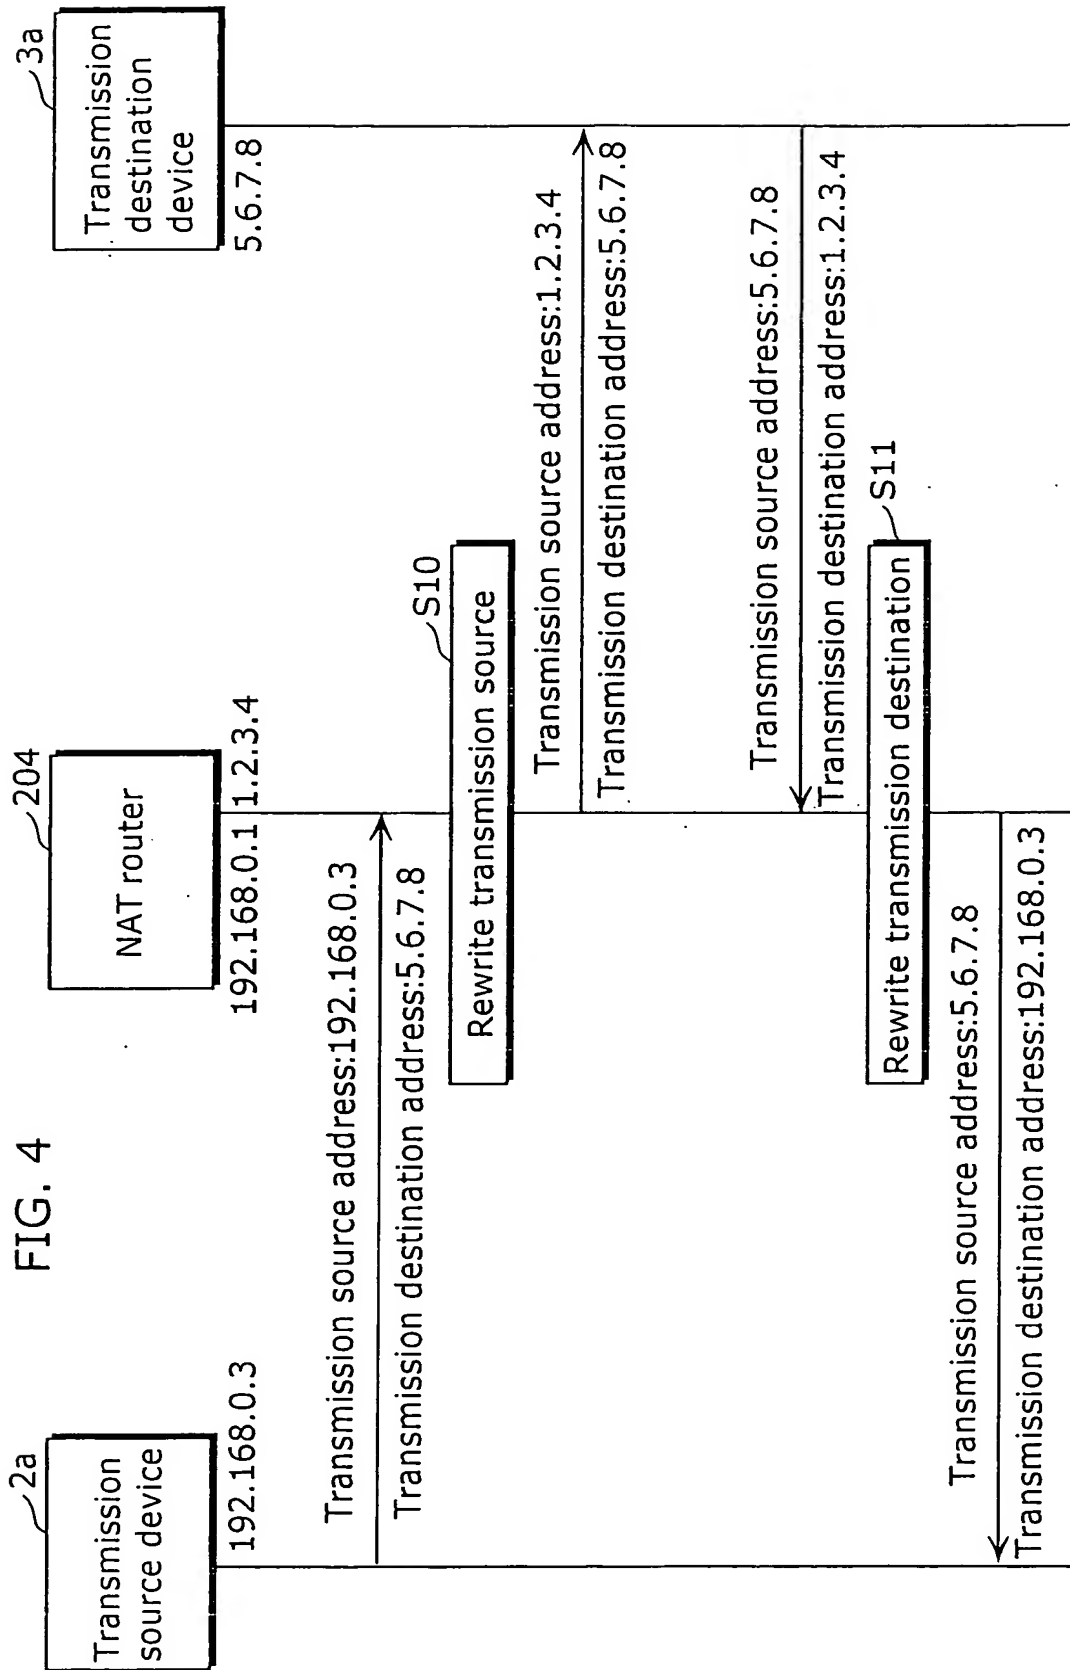 FIG. 4
2a
Transmission
source device
192.168.0.3
204
NAT router
192.168.0.1 1.2.3.4
3a
Transmission
destination
device
5.6.7.8
Transmission source address:192.168.0.3
Transmission destination address:5.6.7.8
S10
Rewrite transmission source
Transmission source address:1.2.3.4
Transmission destination address:5.6.7.8
Transmission source address:5.6.7.8
Transmission destination address:1.2.3.4
S11
Rewrite transmission destination
Transmission source address:5.6.7.8
Transmission destination address:192.168.0.3